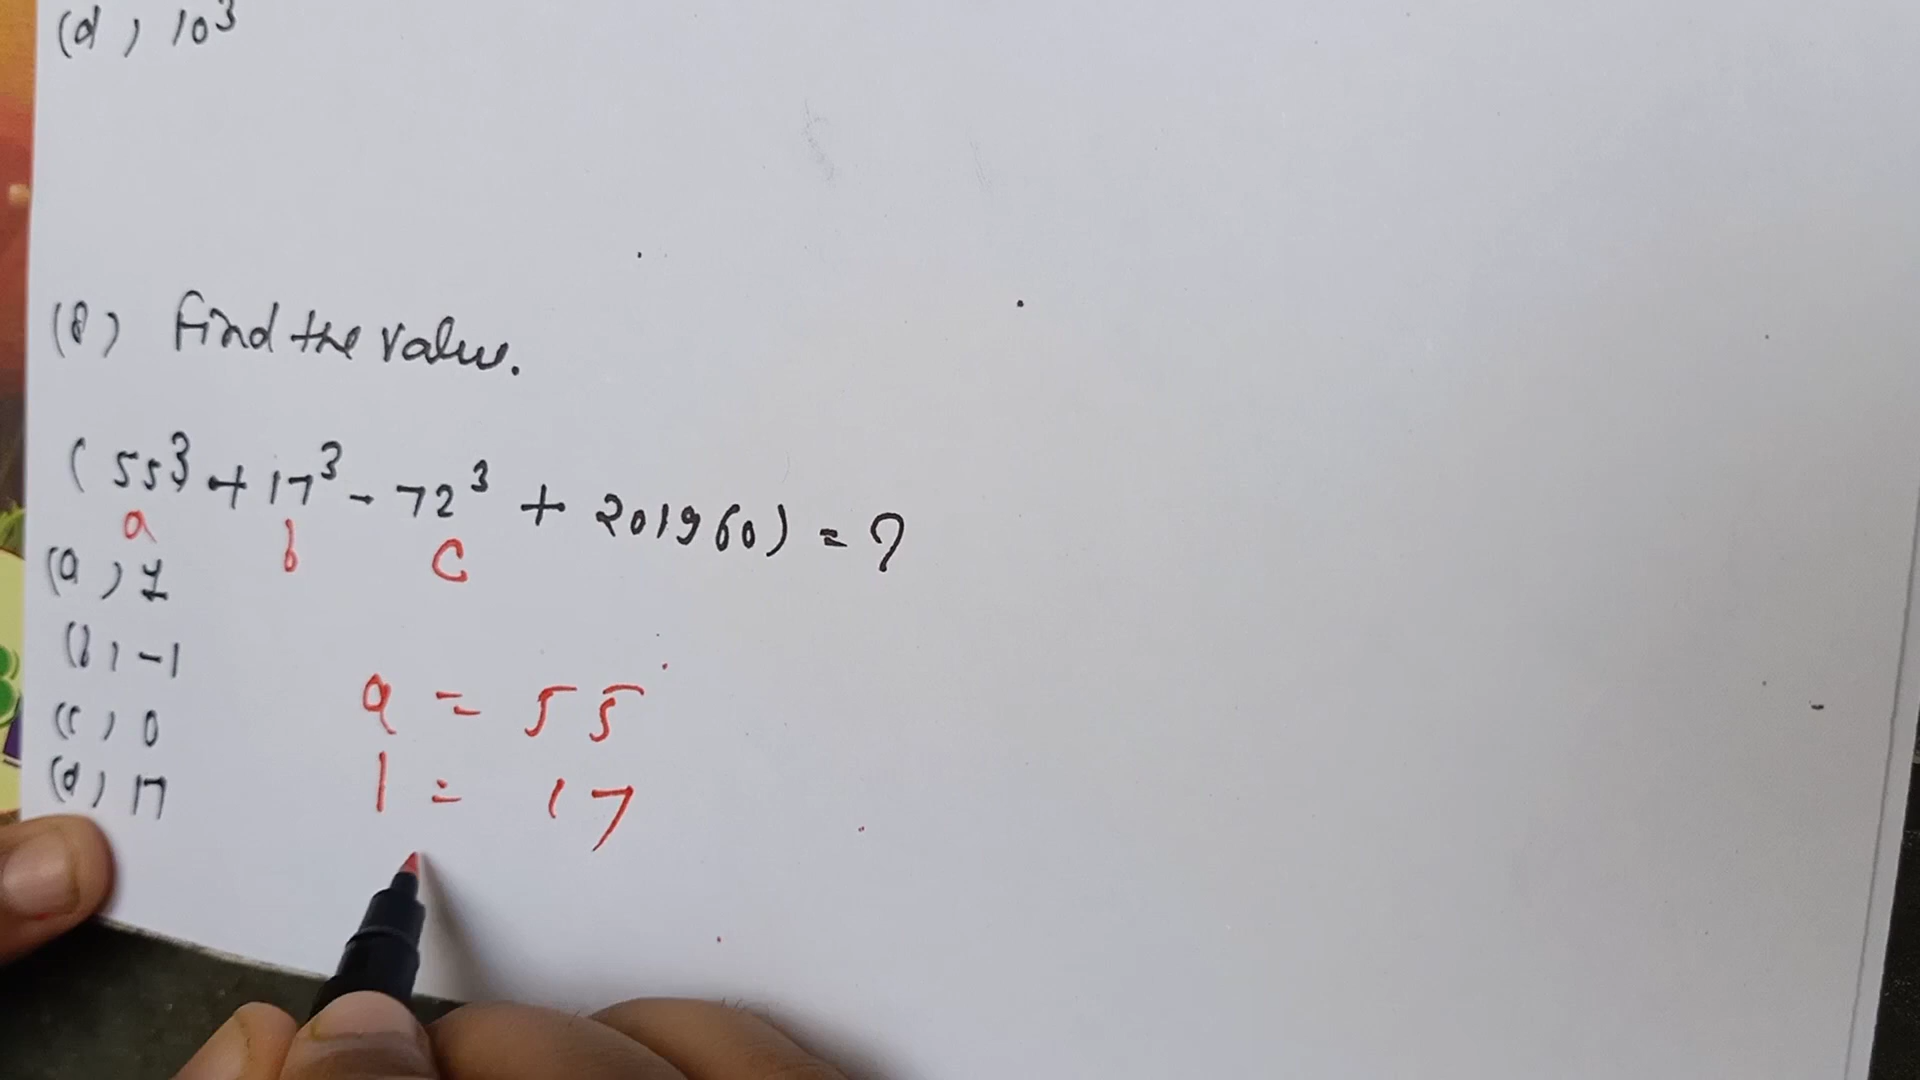 (d) 10³
(8) Find the value.
(55³ + 17³ - 72³ + 201960) = ?
a b c
(a) 1
(b) -1
(c) 0
(d) 17
a = 55
b = 17